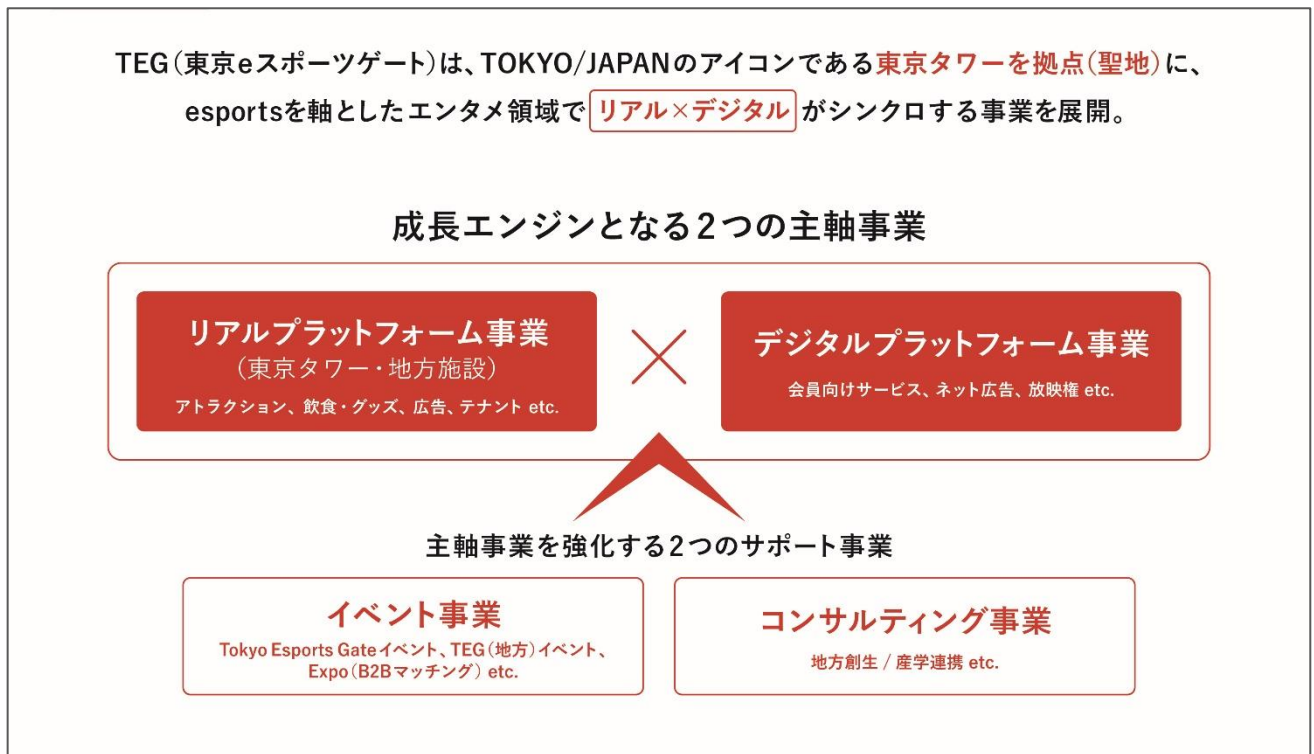 TEG(東京eスポーツゲート)は、TOKYO/JAPANのアイコンである東京タワーを拠点(聖地)に、
esportsを軸としたエンタメ領域でリアル×デジタルがシンクロする事業を展開。
成長エンジンとなる2つの主軸事業
リアルプラットフォーム事業
(東京タワー・地方施設)
アトラクション、飲食・グッズ、広告、テナント etc.
デジタルプラットフォーム事業
会員向けサービス、ネット広告、放映権 etc.
主軸事業を強化する2つのサポート事業
イベント事業
Tokyo Esports Gateイベント、TEG(地方)イベント、
Expo(B2Bマッチング) etc.
コンサルティング事業
地方創生 / 産学連携 etc.